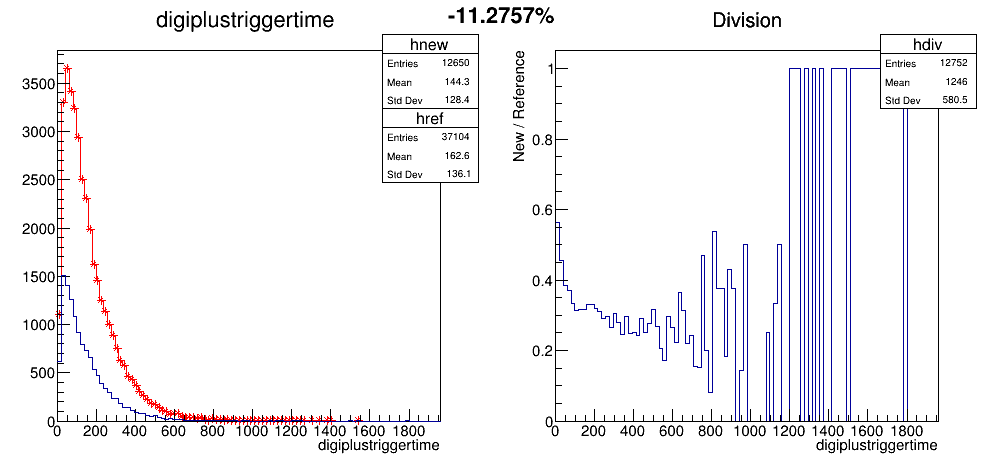 digiplustriggertime
-11.2757%
Division
hnew
Entries 12650
Mean 144.3
Std Dev 128.4
href
Entries 37104
Mean 162.6
Std Dev 136.1
3500
3000
2500
2000
1500
1000
500
0
0 200 400 600 800 1000 1200 1400 1600 1800
digiplustriggertime
hdiv
Entries 12752
Mean 1246
Std Dev 580.5
New / Reference
1
0.8
0.6
0.4
0.2
0
0 200 400 600 800 1000 1200 1400 1600 1800
digiplustriggertime